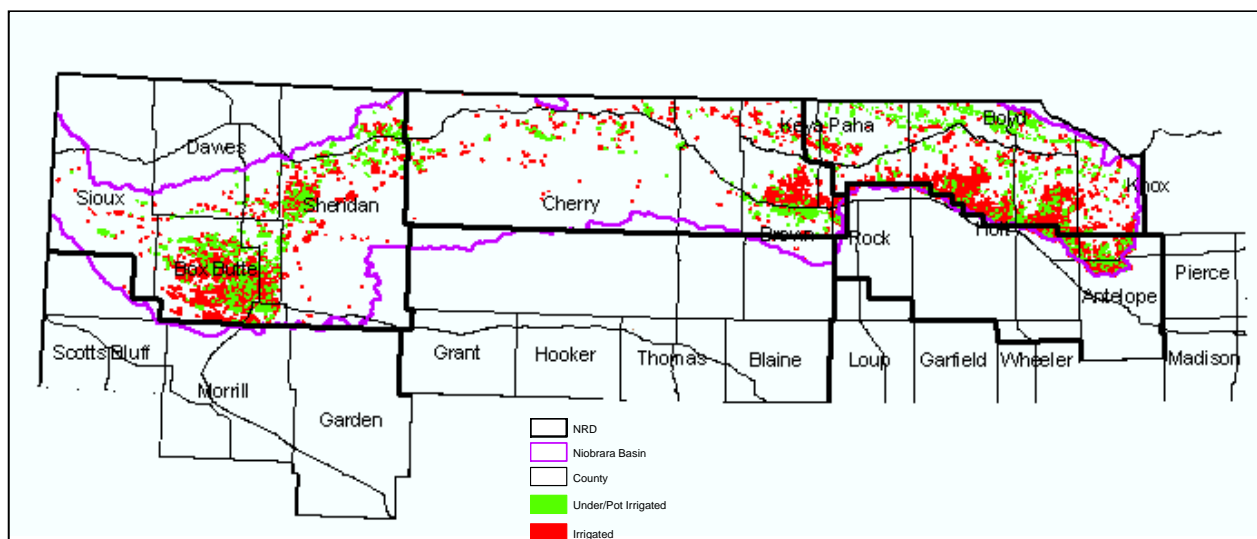 Dawes
Keya Paha
Boyd
Sioux
Sheridan
Cherry
Knox
Brown
Rock
Holt
Box Butte
Pierce
Antelope
Scotts Bluff
Grant
Hooker
Thomas
Blaine
Loup
Garfield
Wheeler
Madison
Morrill
Garden
NRD
Niobrara Basin
County
Under/Pot Irrigated
Irrigated